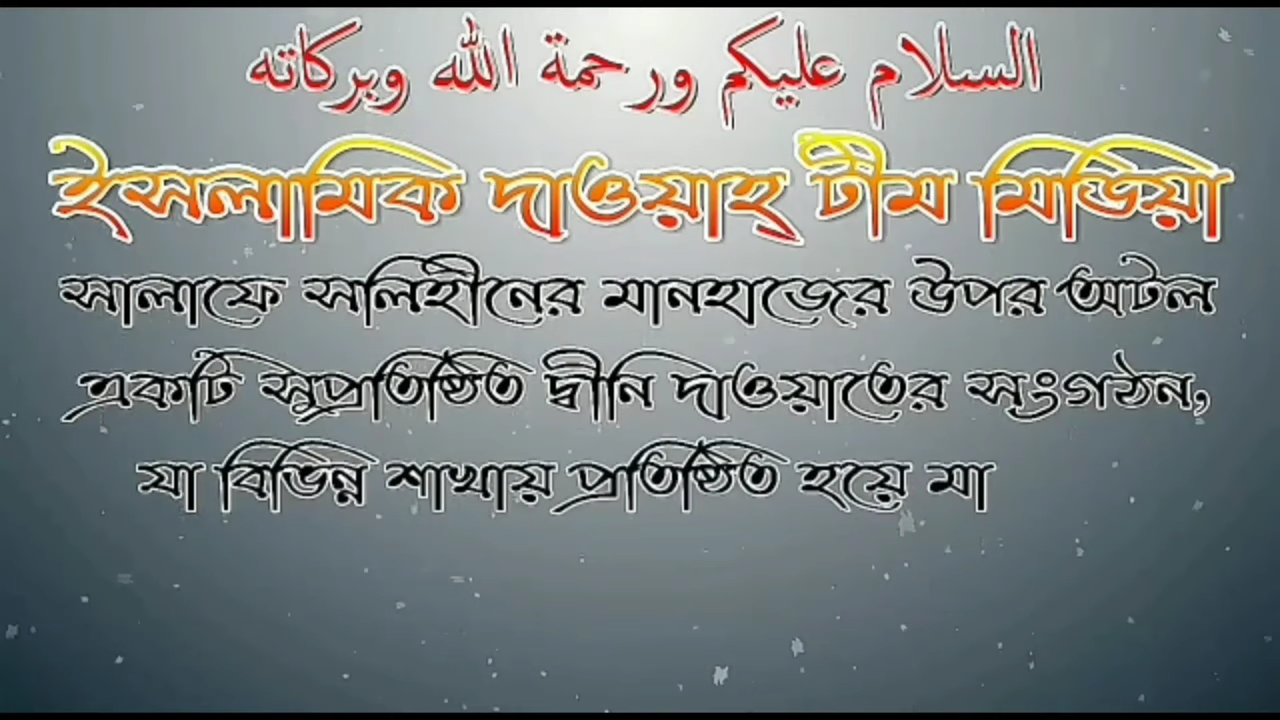 السلام عليكم ورحمة الله وبركاته
ইসলামিক দাওয়াহ্ টীম মিডিয়া
সালাফে সলিহীনের মানহাজের উপর অটল
একটি সুপ্রতিষ্ঠিত দ্বীনি দাওয়াতের সংগঠন,
যা বিভিন্ন শাখায় প্রতিষ্ঠিত হয়ে মা